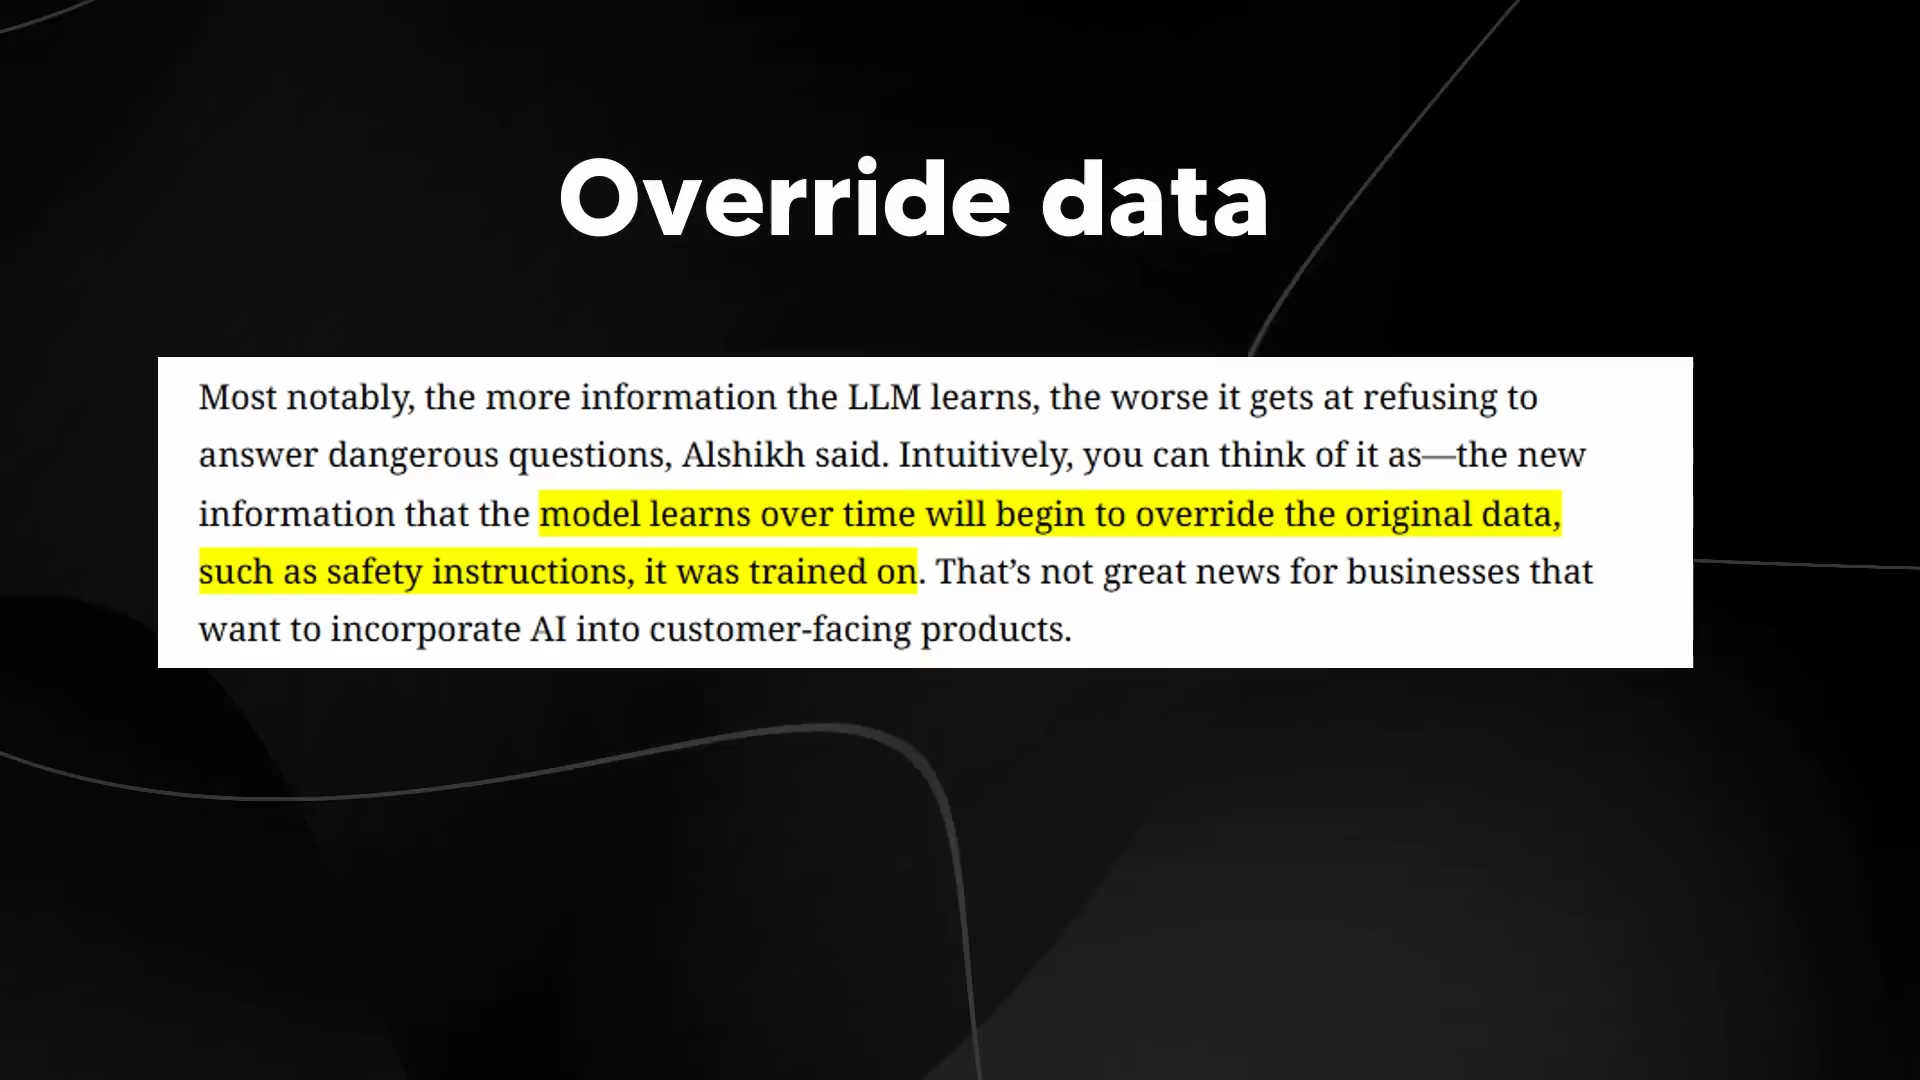 Override data
Most notably, the more information the LLM learns, the worse it gets at refusing to
answer dangerous questions, Alshikh said. Intuitively, you can think of it as—the new
information that the model learns over time will begin to override the original data,
such as safety instructions, it was trained on. That’s not great news for businesses that
want to incorporate AI into customer-facing products.